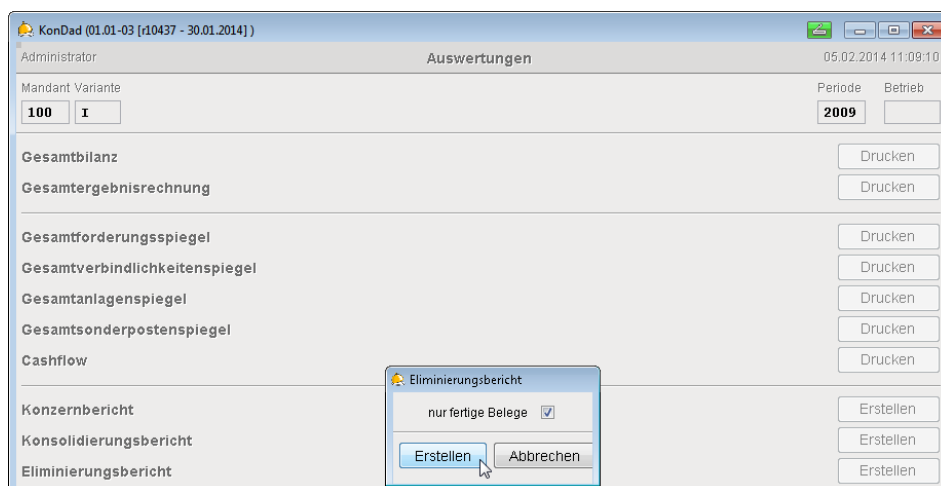 KonDad (01.01-03 [r10437 - 30.01.2014] )
Administrator Auswertungen 05.02.2014 11:09:10
Mandant Variante Periode Betrieb
100 I 2009
Gesamtbilanz Drucken
Gesamtergebnisrechnung Drucken
Gesamtforderungsspiegel Drucken
Gesamtverbindlichkeitenspiegel Drucken
Gesamtanlagenspiegel Drucken
Gesamtsonderpostenspiegel Drucken
Cashflow Drucken
Eliminierungsbericht
nur fertige Belege
Erstellen Abbrechen
Konzernbericht Erstellen
Konsolidierungsbericht Erstellen
Eliminierungsbericht Erstellen